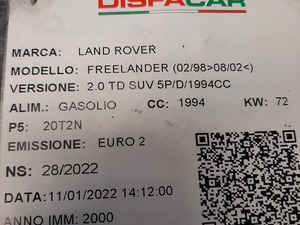 DISFACAR
MARCA: LAND ROVER
MODELLO: FREELANDER (02/98>08/02<)
VERSIONE: 2.0 TD SUV 5P/D/1994CC
ALIM.: GASOLIO CC: 1994 KW: 72
P5: 20T2N
EMISSIONE: EURO 2
NS: 28/2022
DATA: 11/01/2022 14:12:00
ANNO IMM: 2000